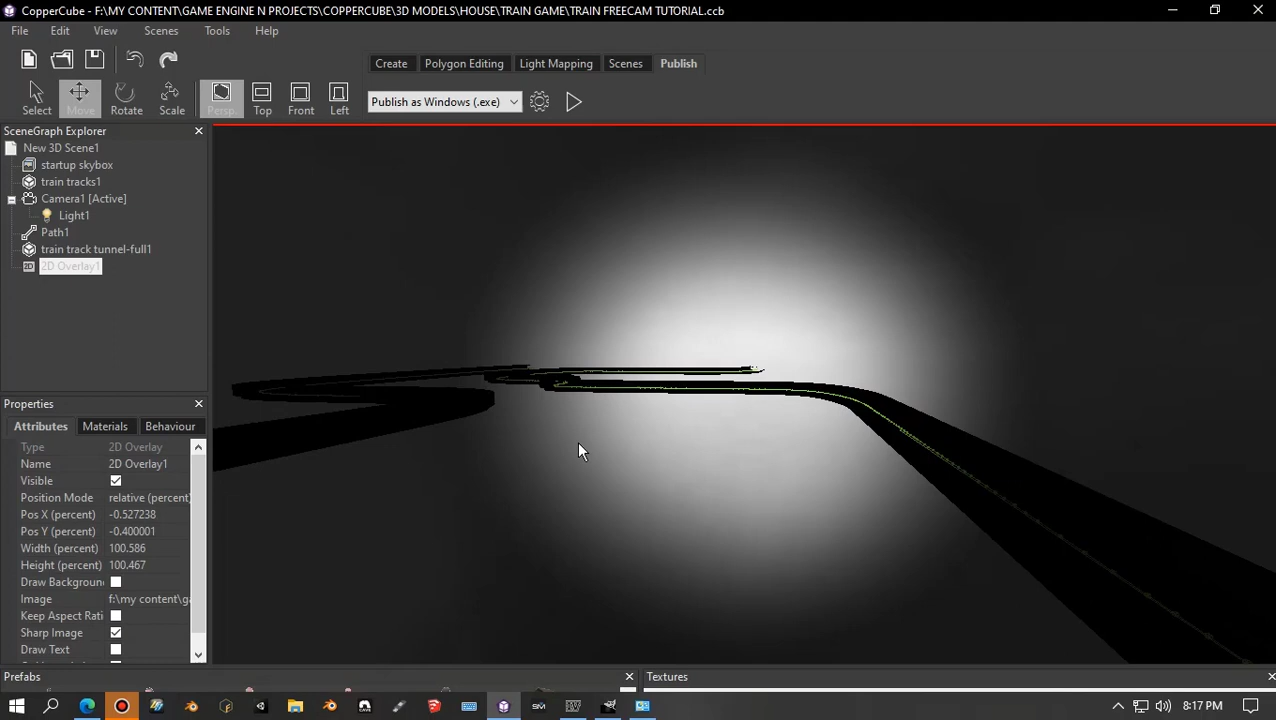 CopperCube - F:\MY CONTENT\GAME ENGINE N PROJECTS\COPPERCUBE\3D MODELS\HOUSE\TRAIN GAME\TRAIN FREECAM TUTORIAL.ccb
File Edit View Scenes Tools Help
Create Polygon Editing Light Mapping Scenes Publish
Select Move Rotate Scale Persp. Top Front Left
Publish as Windows (.exe)
SceneGraph Explorer
New 3D Scene1
startup skybox
train tracks1
Camera1 [Active]
Light1
Path1
train track tunnel-full1
2D 2D Overlay1
Properties
Attributes Materials Behaviour
Type 2D Overlay
Name 2D Overlay1
Visible
Position Mode relative (percent)
Pos X (percent) -0.527238
Pos Y (percent) -0.400001
Width (percent) 100.586
Height (percent) 100.467
Draw Background
Image f:\my content\ga
Keep Aspect Rati
Sharp Image
Draw Text
Prefabs
Textures
8:17 PM